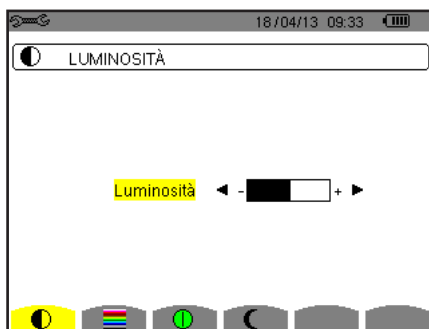 18/04/13 09:33
LUMINOSITÀ
Luminosità ◄ - + ►